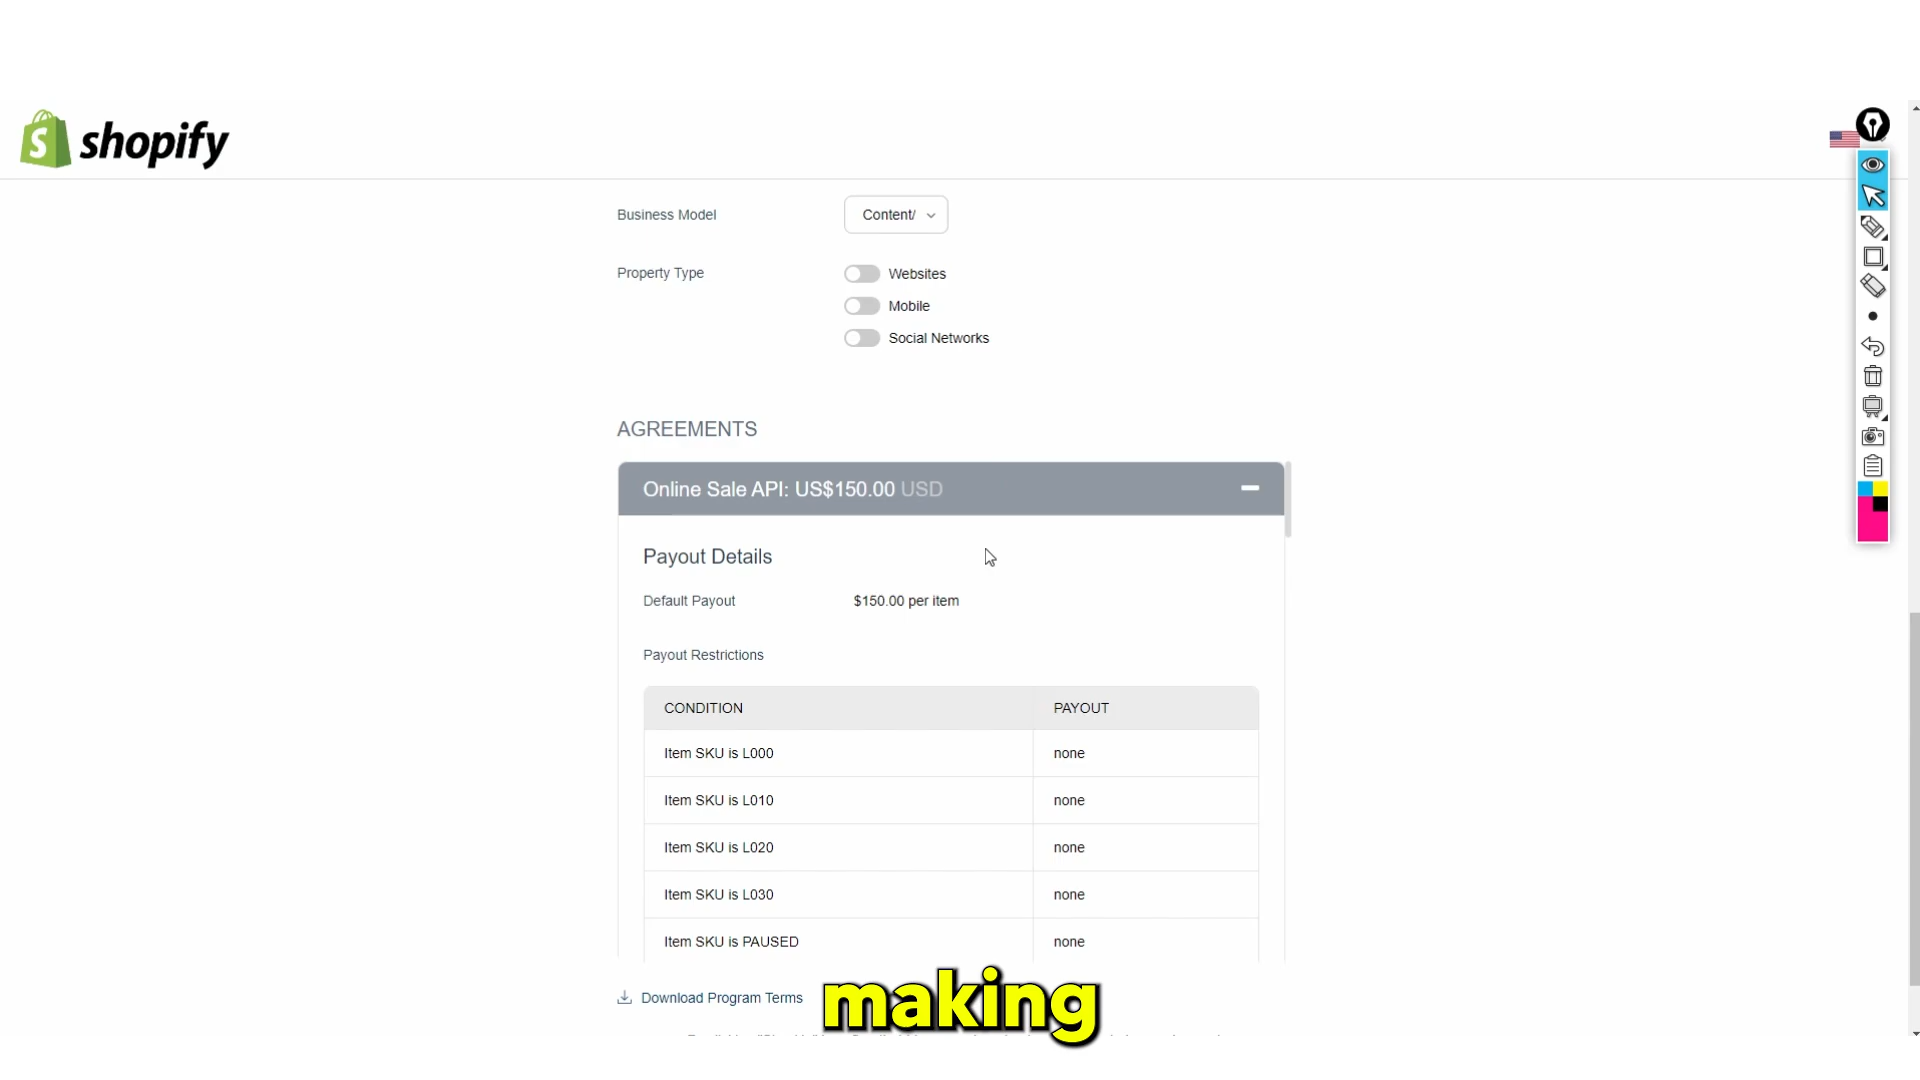 shopify
Business Model
Content/
Property Type
Websites
Mobile
Social Networks
AGREEMENTS
Online Sale API: US$150.00 USD
Payout Details
Default Payout
$150.00 per item
Payout Restrictions
CONDITION
PAYOUT
Item SKU is L000
none
Item SKU is L010
none
Item SKU is L020
none
Item SKU is L030
none
Item SKU is PAUSED
none
Download Program Terms
making